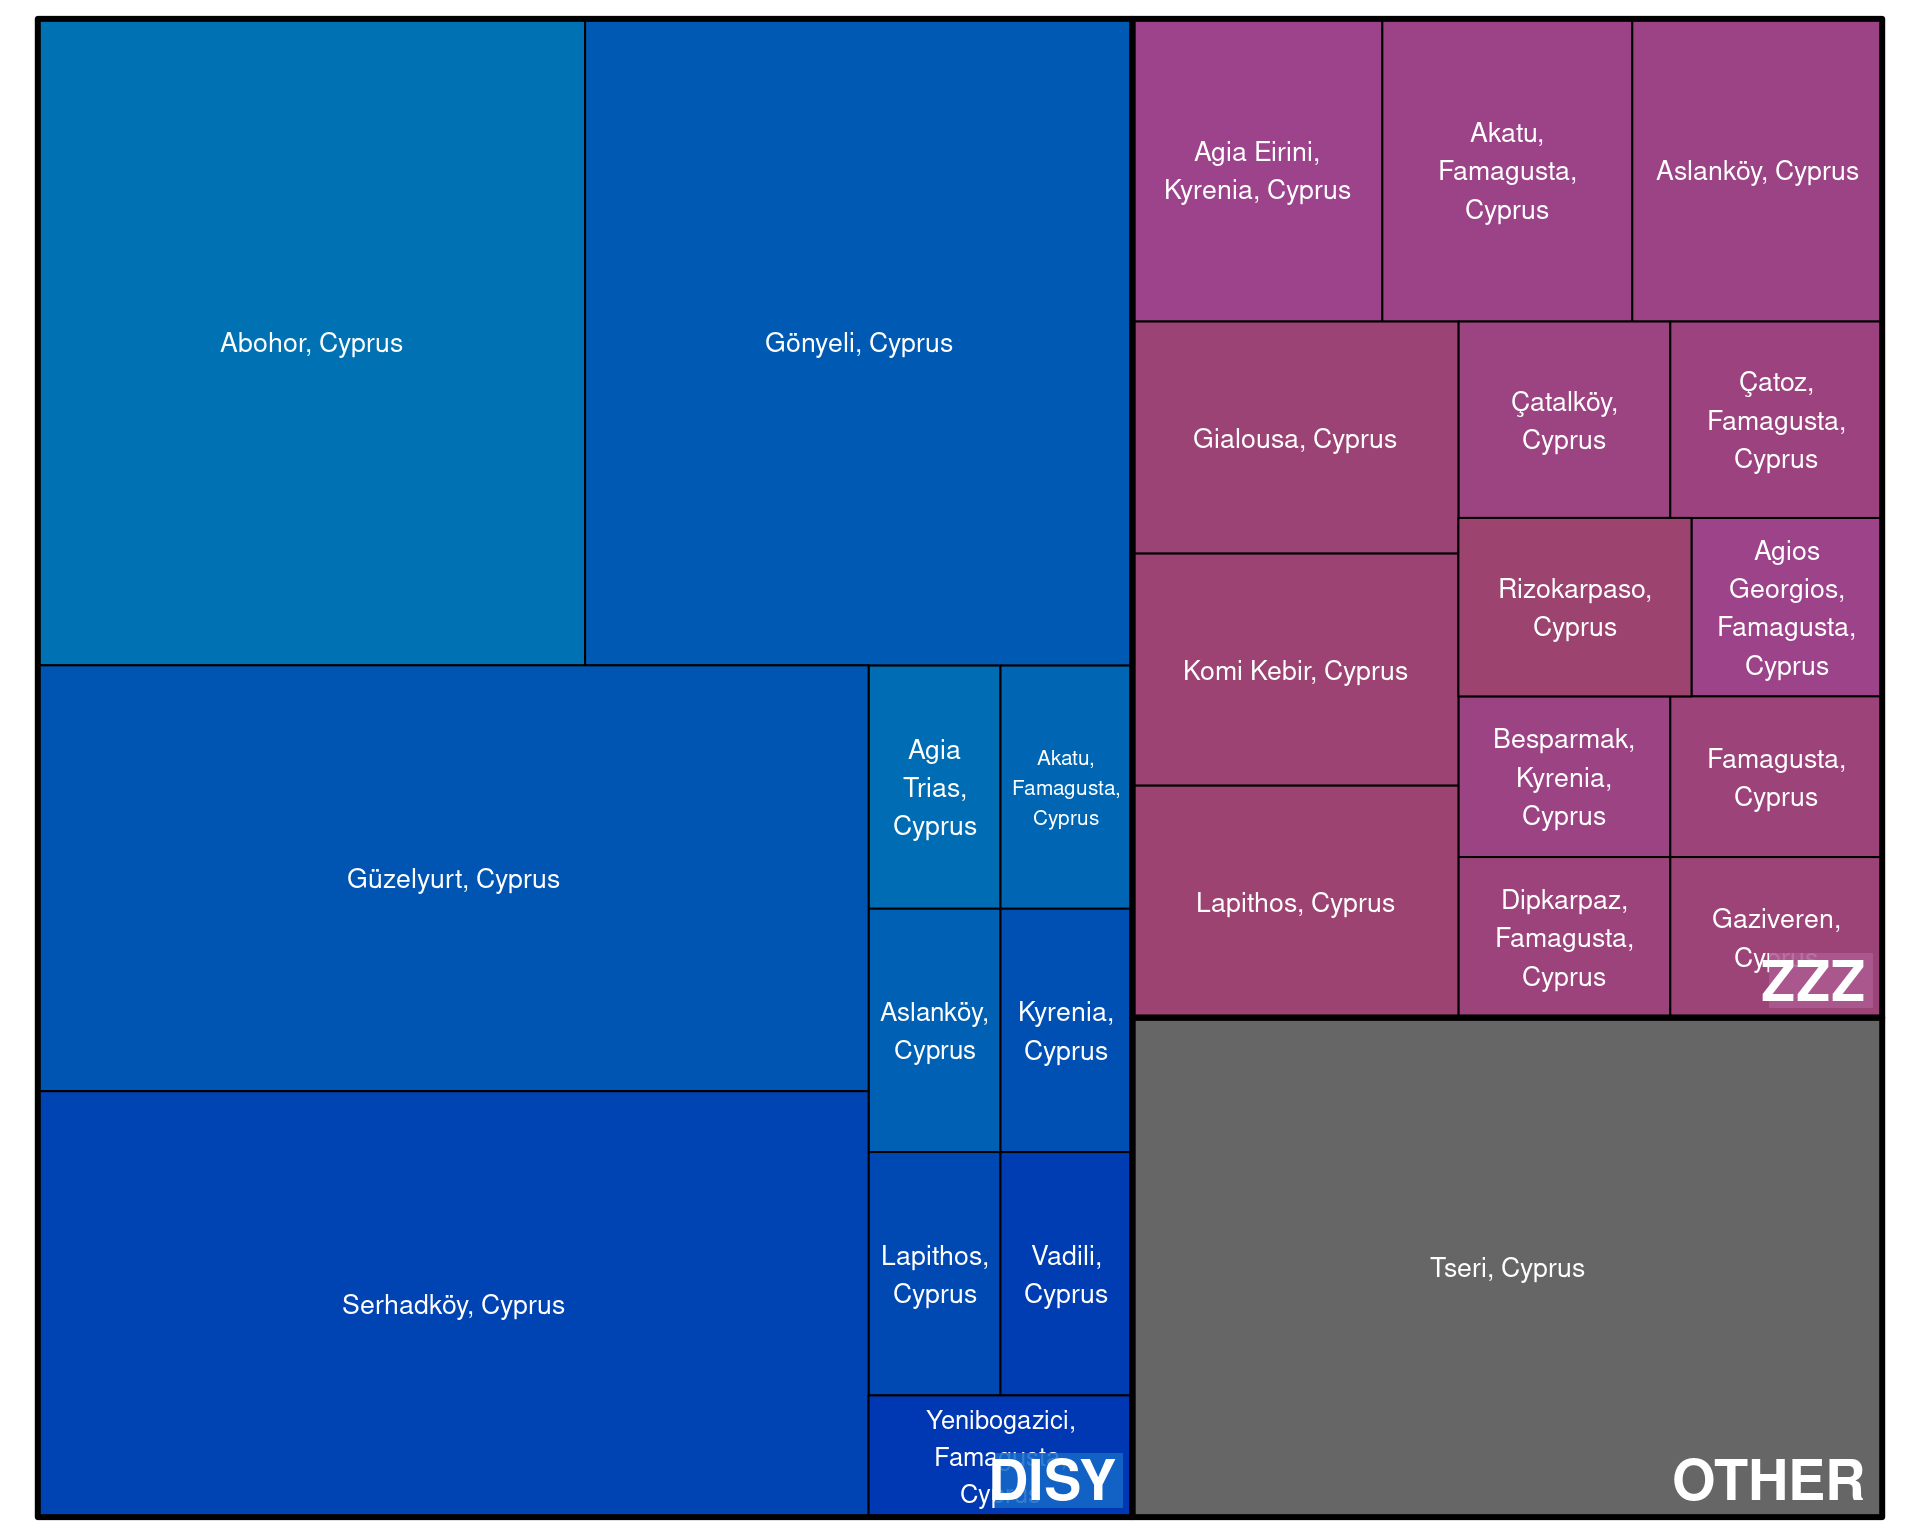 Abohor, Cyprus
Gönyeli, Cyprus
Güzelyurt, Cyprus
Serhadköy, Cyprus
Agia
Trias,
Cyprus
Akatu,
Famagusta,
Cyprus
Aslanköy,
Cyprus
Kyrenia,
Cyprus
Lapithos,
Cyprus
Vadili,
Cyprus
Yenibogazici,
Famagusta,
Cyprus
DISY
Agia Eirini,
Kyrenia, Cyprus
Akatu,
Famagusta,
Cyprus
Aslanköy, Cyprus
Gialousa, Cyprus
Komi Kebir, Cyprus
Lapithos, Cyprus
Çatalköy,
Cyprus
Çatoz,
Famagusta,
Cyprus
Rizokarpaso,
Cyprus
Agios
Georgios,
Famagusta,
Cyprus
Besparmak,
Kyrenia,
Cyprus
Famagusta,
Cyprus
Dipkarpaz,
Famagusta,
Cyprus
Gaziveren,
Cyprus
ZZZ
Tseri, Cyprus
OTHER